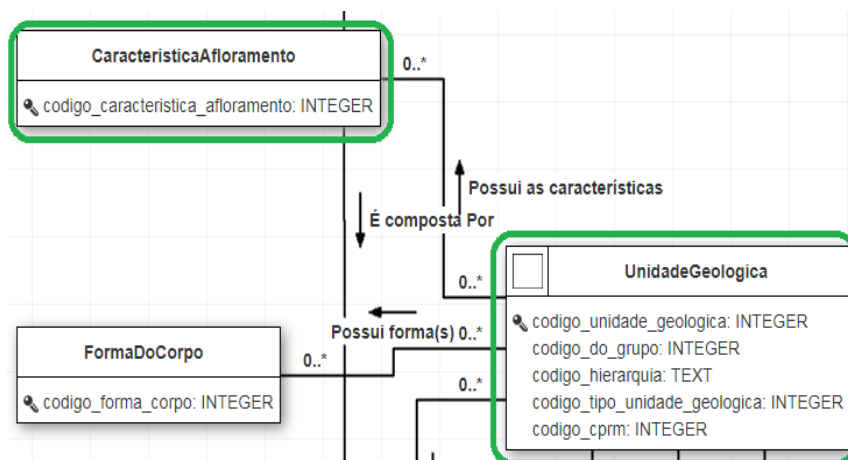 CaracteristicaAfloramento
codigo_caracteristica_afloramento: INTEGER
0..*
Possui as características
É composta Por
0..*
UnidadeGeologica
codigo_unidade_geologica: INTEGER
codigo_do_grupo: INTEGER
codigo_hierarquia: TEXT
codigo_tipo_unidade_geologica: INTEGER
codigo_cprm: INTEGER
Possui forma(s) 0..*
FormaDoCorpo
codigo_forma_corpo: INTEGER
0..*
0..*